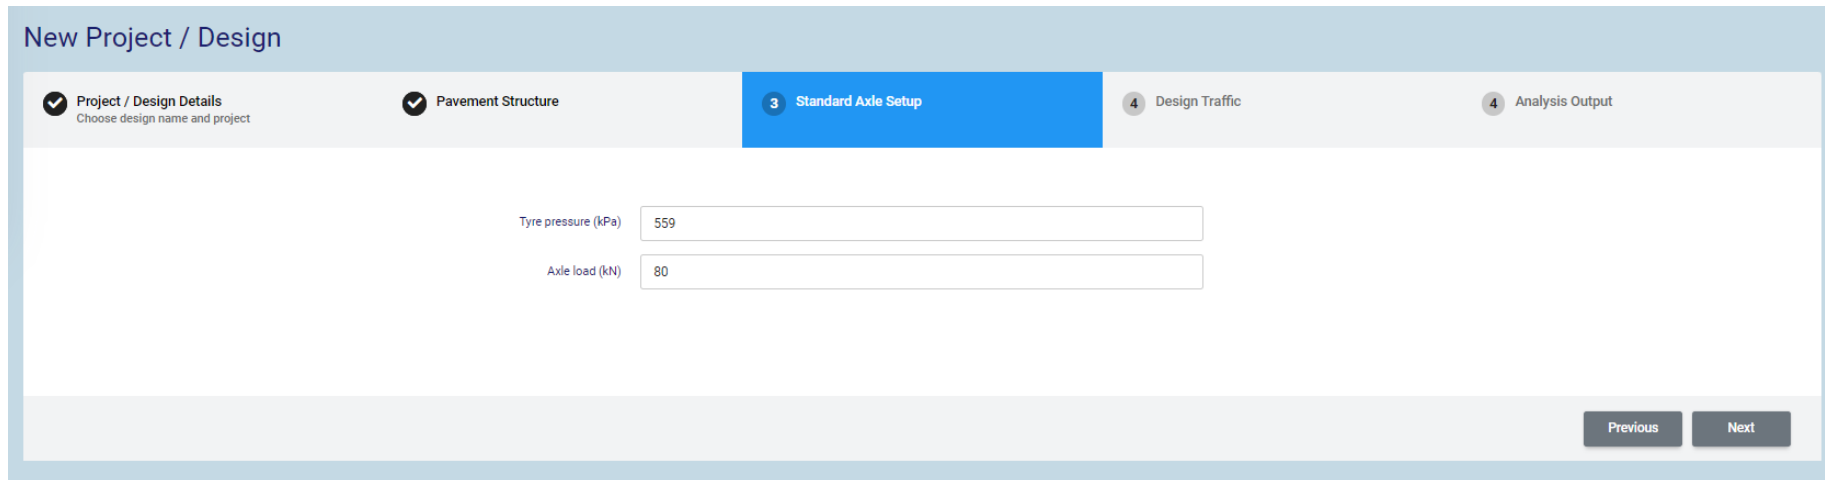 New Project / Design
Project / Design Details
Choose design name and project
Pavement Structure
3 Standard Axle Setup
4 Design Traffic
4 Analysis Output
Tyre pressure (kPa) 559
Axle load (kN) 80
Previous Next